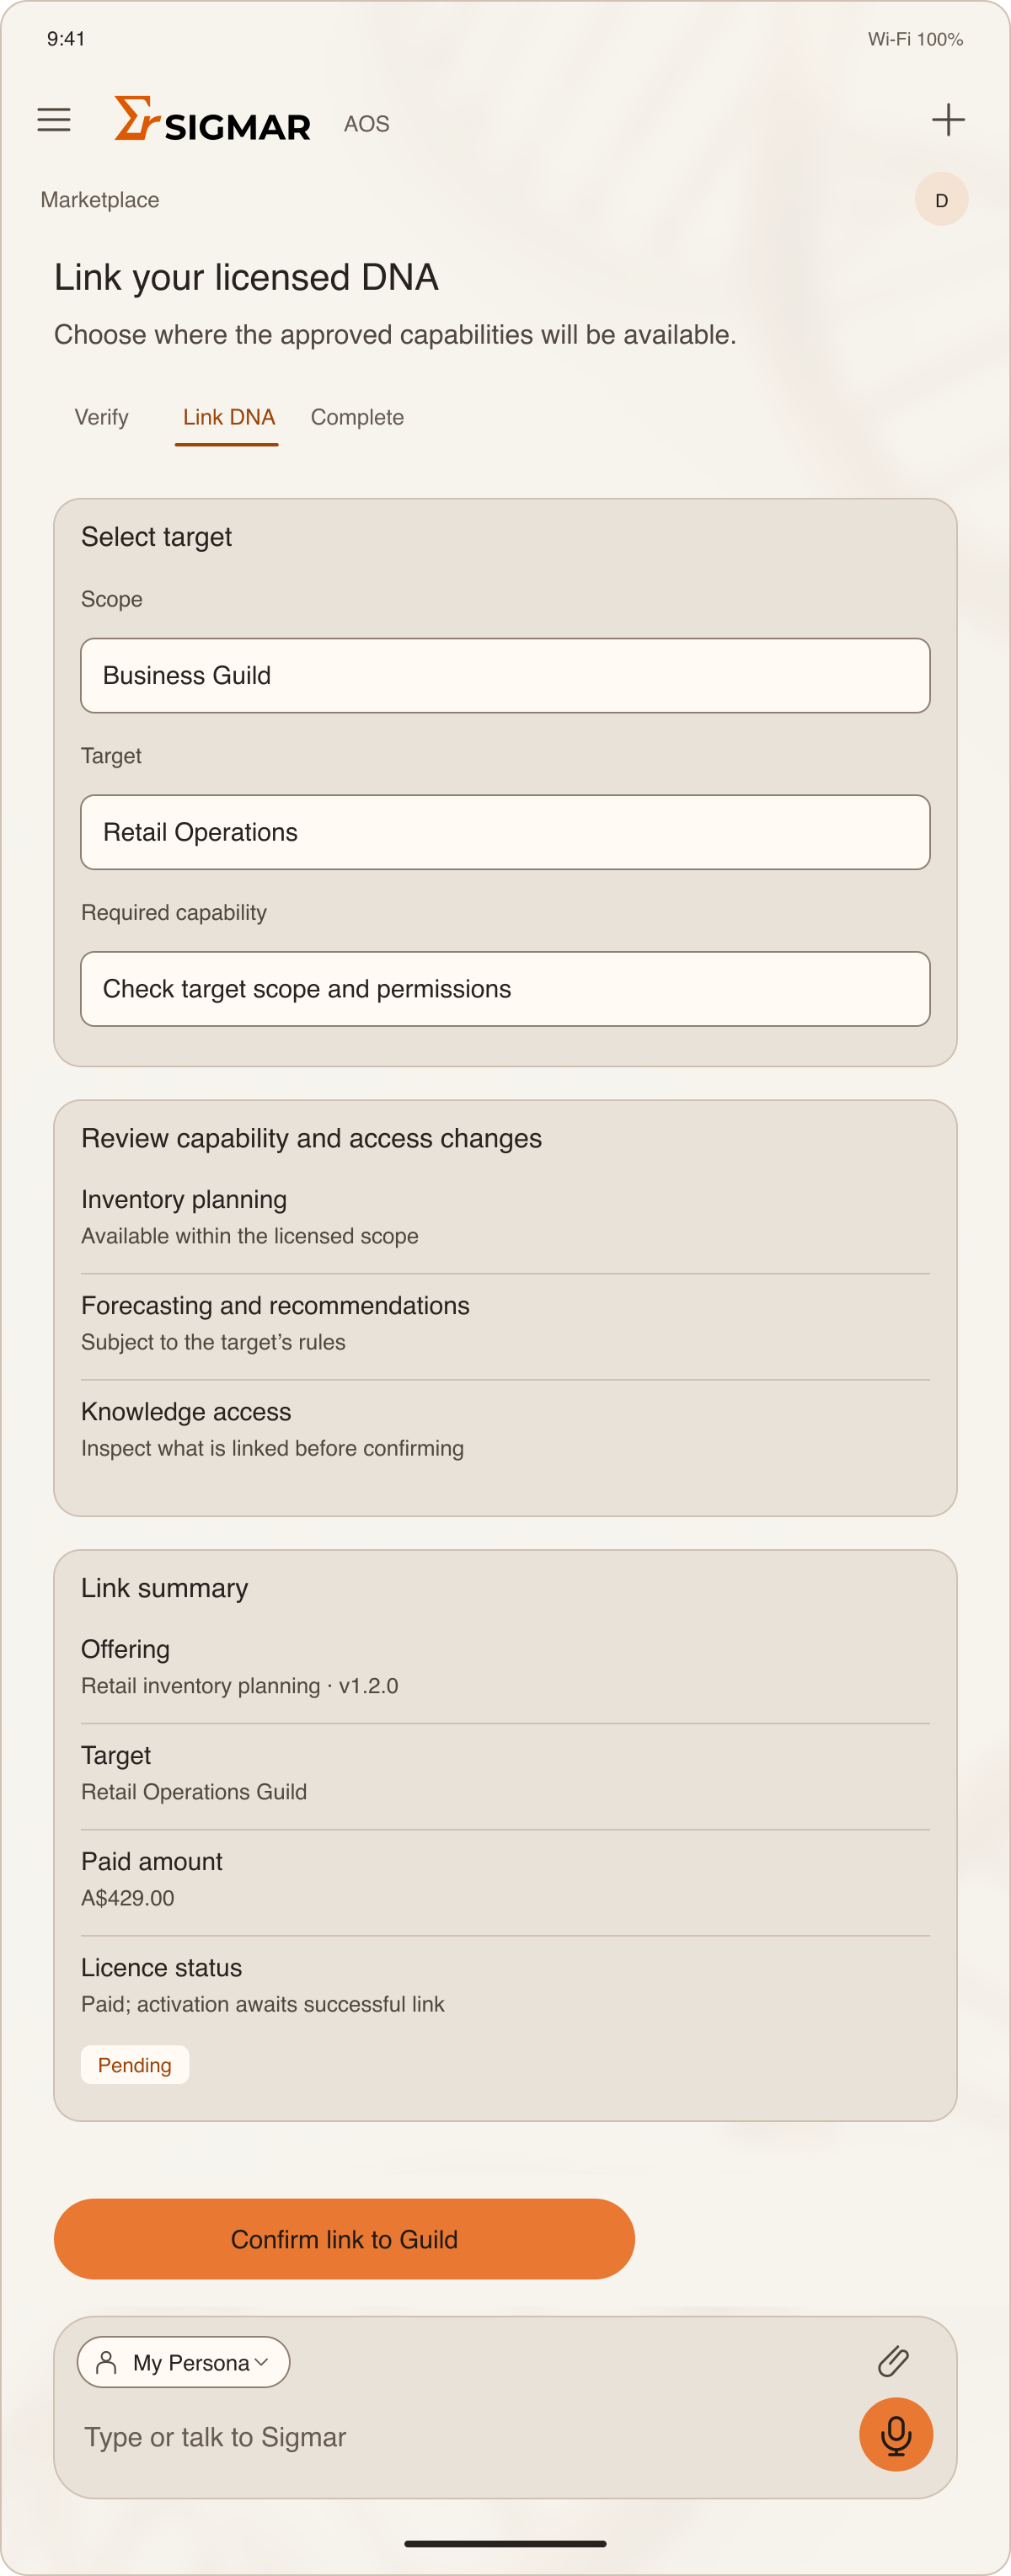 9:41
Wi-Fi 100%
Σr SIGMAR AOS
Marketplace
D
Link your licensed DNA
Choose where the approved capabilities will be available.
Verify
Link DNA
Complete
Select target
Scope
Business Guild
Target
Retail Operations
Required capability
Check target scope and permissions
Review capability and access changes
Inventory planning
Available within the licensed scope
Forecasting and recommendations
Subject to the target’s rules
Knowledge access
Inspect what is linked before confirming
Link summary
Offering
Retail inventory planning · v1.2.0
Target
Retail Operations Guild
Paid amount
A$429.00
Licence status
Paid; activation awaits successful link
Pending
Confirm link to Guild
My Persona
Type or talk to Sigmar